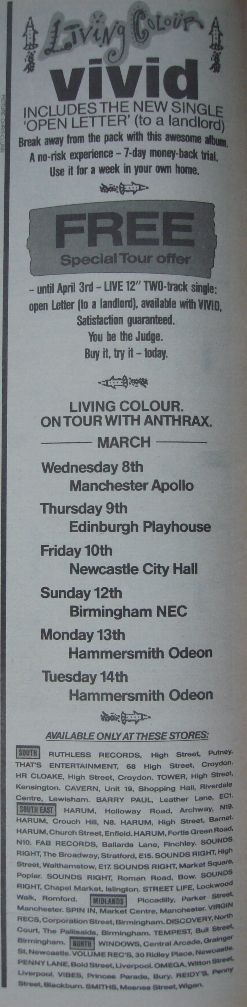 LIVING COLOUR
vivid
INCLUDES THE NEW SINGLE
'OPEN LETTER' (to a landlord)
Break away from the pack with this awesome album.
A no-risk experience – 7-day money-back trial.
Use it for a week in your own home.
FREE
Special Tour offer
– until April 3rd – LIVE 12" TWO-track single:
open Letter (to a landlord), available with VIVID,
Satisfaction guaranteed.
You be the Judge.
Buy it, try it – today.
LIVING COLOUR.
ON TOUR WITH ANTHRAX.
MARCH
Wednesday 8th
Manchester Apollo
Thursday 9th
Edinburgh Playhouse
Friday 10th
Newcastle City Hall
Sunday 12th
Birmingham NEC
Monday 13th
Hammersmith Odeon
Tuesday 14th
Hammersmith Odeon
AVAILABLE ONLY AT THESE STORES:
SOUTH RUTHLESS RECORDS, High Street, Putney.
THAT'S ENTERTAINMENT, 68 High Street, Croydon.
HR CLOAKE, High Street, Croydon. TOWER, High Street,
Kensington. CAVERN, Unit 19, Shopping Hall, Riverdale
Centre, Lewisham. BARRY PAUL, Leather Lane, EC1.
SOUTH EAST HARUM, Holloway Road, Archway, N19.
HARUM, Crouch Hill, N8. HARUM, High Street, Barnet.
HARUM, Church Street, Enfield. HARUM, Fortis Green Road,
N10. FAB RECORDS, Ballards Lane, Finchley. SOUNDS
RIGHT, The Broadway, Stratford, E15. SOUNDS RIGHT, High
Street, Walthamstow, E17. SOUNDS RIGHT, Market Square,
Poplar. SOUNDS RIGHT, Roman Road, Bow. SOUNDS
RIGHT, Chapel Market, Islington. STREET LIFE, Lockwood
Walk, Romford. MIDLANDS Piccadilly, Parker Street,
Manchester. SPIN IN, Market Centre, Manchester. VIRGIN
RECS, Corporation Street, Birmingham. DISCOVERY, North
Court, The Pallisades, Birmingham. TEMPEST, Bull Street,
Birmingham. NORTH WINDOWS, Central Arcade, Grainger
St, Newcastle. VOLUME REC'S, 30 Ridley Place, Newcastle.
PENNY LANE, Bold Street, Liverpool. OMEGA, Wilton Street,
Liverpool. VIBES, Princes Parade, Bury. REIDY'S, Penny
Street, Blackburn. SMITHS, Street, Wigan.